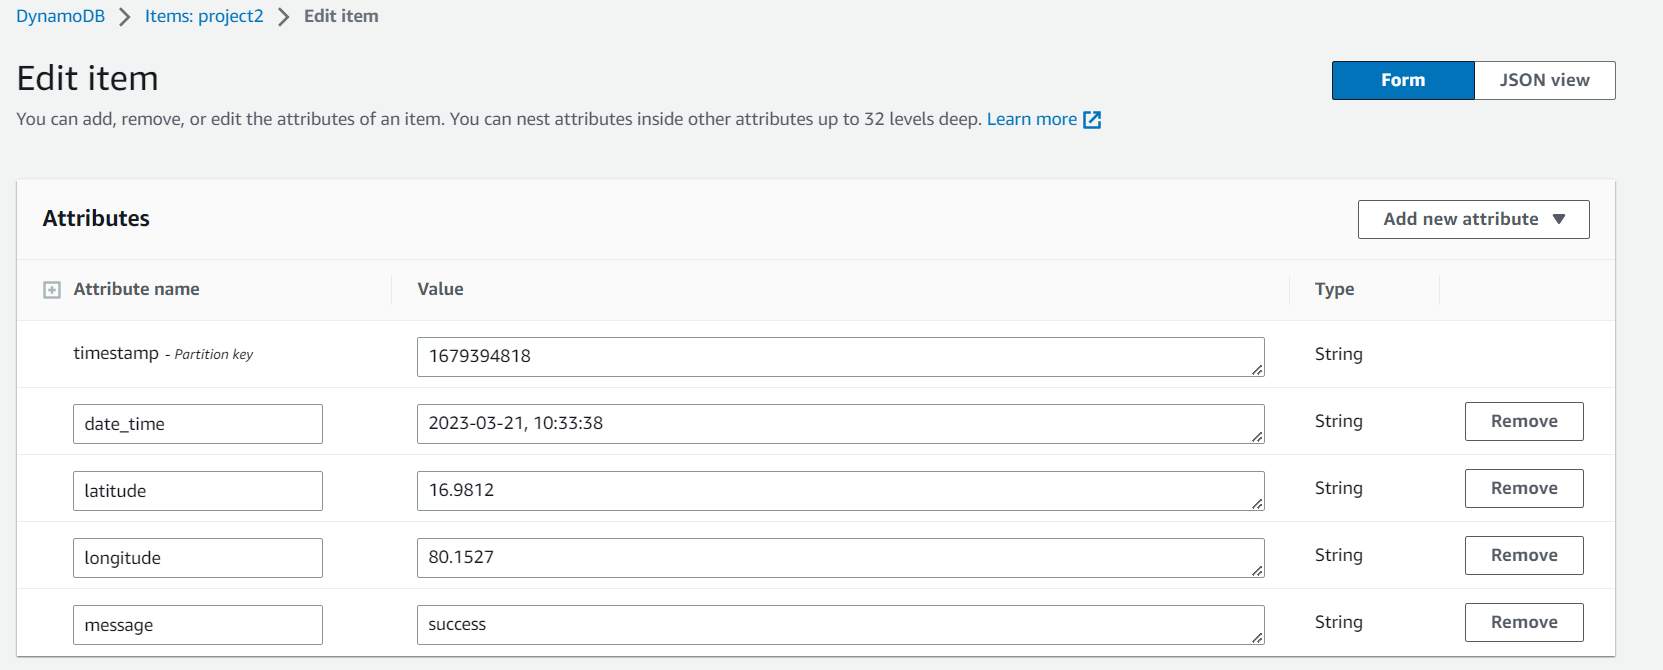 DynamoDB > Items: project2 > Edit item
Edit item
Form JSON view
You can add, remove, or edit the attributes of an item. You can nest attributes inside other attributes up to 32 levels deep. Learn more
Attributes
Add new attribute
Attribute name Value Type
timestamp - Partition key 1679394818 String
date_time 2023-03-21, 10:33:38 String Remove
latitude 16.9812 String Remove
longitude 80.1527 String Remove
message success String Remove